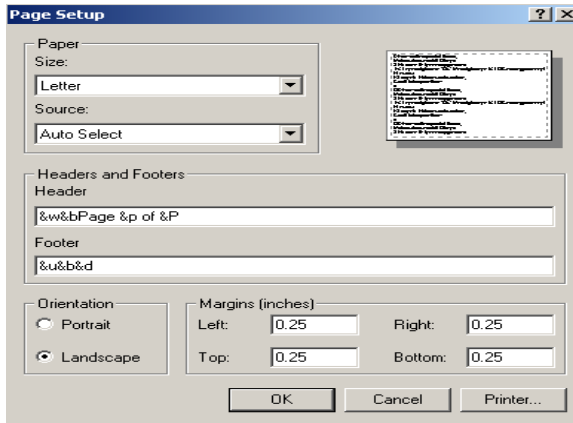 Page Setup
Paper
Size:
Letter
Source:
Auto Select
Headers and Footers
Header
&w&bPage &p of &P
Footer
&u&b&d
Orientation
Portrait
Landscape
Margins (inches)
Left: 0.25 Right: 0.25
Top: 0.25 Bottom: 0.25
OK Cancel Printer...